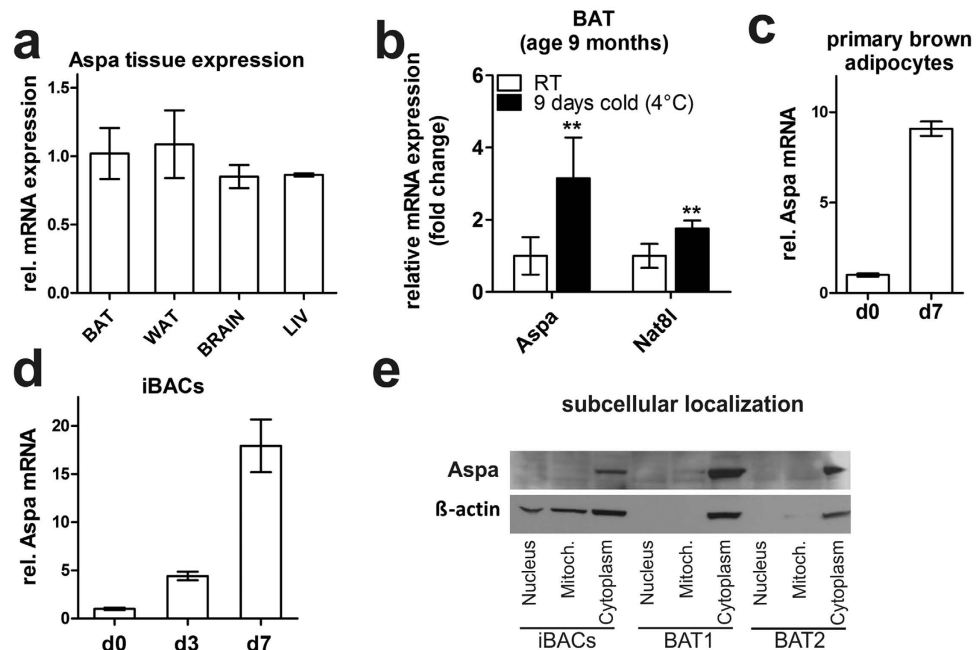 a
Aspa tissue expression
rel. mRNA expression
1.5
1.0
0.5
0.0
BAT
WAT
BRAIN
LIV
b
BAT
(age 9 months)
relative mRNA expression
(fold change)
6
4
2
0
RT
9 days cold (4°C)
**
**
Aspa
Nat8l
c
primary brown
adipocytes
rel. Aspa mRNA
10
5
0
d0
d7
d
iBACs
rel. Aspa mRNA
20
15
10
5
0
d0
d3
d7
e
subcellular localization
Aspa
ß-actin
Nucleus
Mitoch.
Cytoplasm
Nucleus
Mitoch.
Cytoplasm
Nucleus
Mitoch.
Cytoplasm
iBACs
BAT1
BAT2